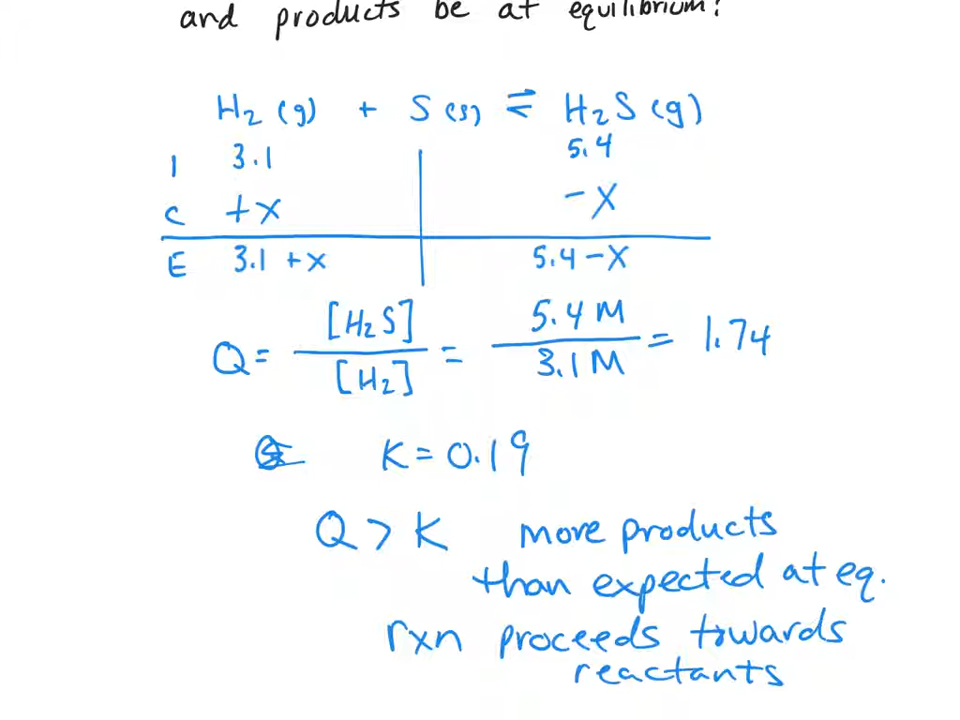 and products be at equilibrium?
H2 (g) + S (s) ⇌ H2S (g)
I 3.1 5.4
C +x -x
E 3.1 +x 5.4 -x
Q = [H2S] / [H2] = 5.4 M / 3.1 M = 1.74
K = 0.19
Q > K more products
than expected at eq.
rxn proceeds towards
reactants